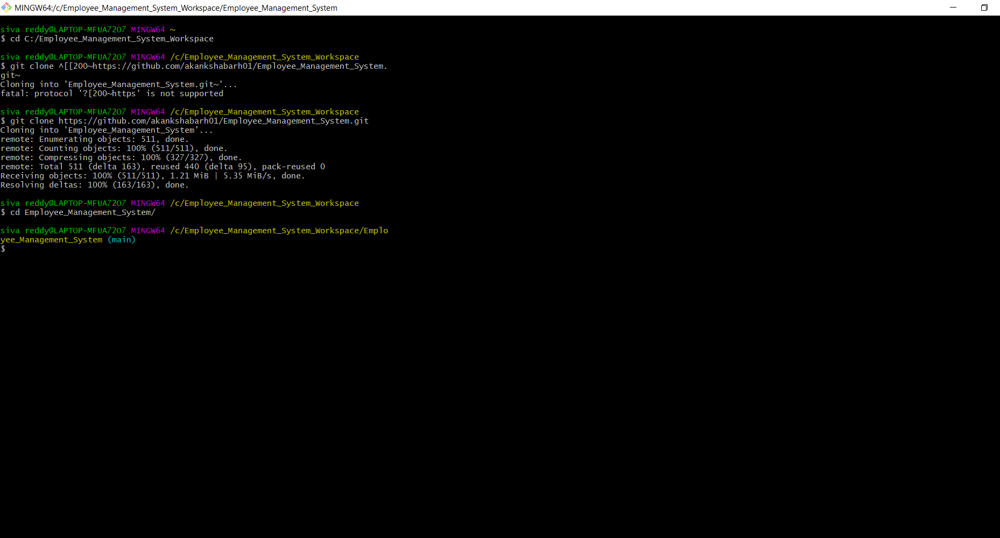 MINGW64:/c/Employee_Management_System_Workspace/Employee_Management_System
siva reddy@LAPTOP-MFUA72O7 MINGW64 ~
$ cd C:/Employee_Management_System_Workspace
siva reddy@LAPTOP-MFUA72O7 MINGW64 /c/Employee_Management_System_Workspace
$ git clone ^[[200~https://github.com/akankshabarh01/Employee_Management_System.
git~
Cloning into 'Employee_Management_System.git~'...
fatal: protocol '?[200~https' is not supported
siva reddy@LAPTOP-MFUA72O7 MINGW64 /c/Employee_Management_System_Workspace
$ git clone https://github.com/akankshabarh01/Employee_Management_System.git
Cloning into 'Employee_Management_System'...
remote: Enumerating objects: 511, done.
remote: Counting objects: 100% (511/511), done.
remote: Compressing objects: 100% (327/327), done.
remote: Total 511 (delta 163), reused 440 (delta 95), pack-reused 0
Receiving objects: 100% (511/511), 1.21 MiB | 5.35 MiB/s, done.
Resolving deltas: 100% (163/163), done.
siva reddy@LAPTOP-MFUA72O7 MINGW64 /c/Employee_Management_System_Workspace
$ cd Employee_Management_System/
siva reddy@LAPTOP-MFUA72O7 MINGW64 /c/Employee_Management_System_Workspace/Emplo
yee_Management_System (main)
$